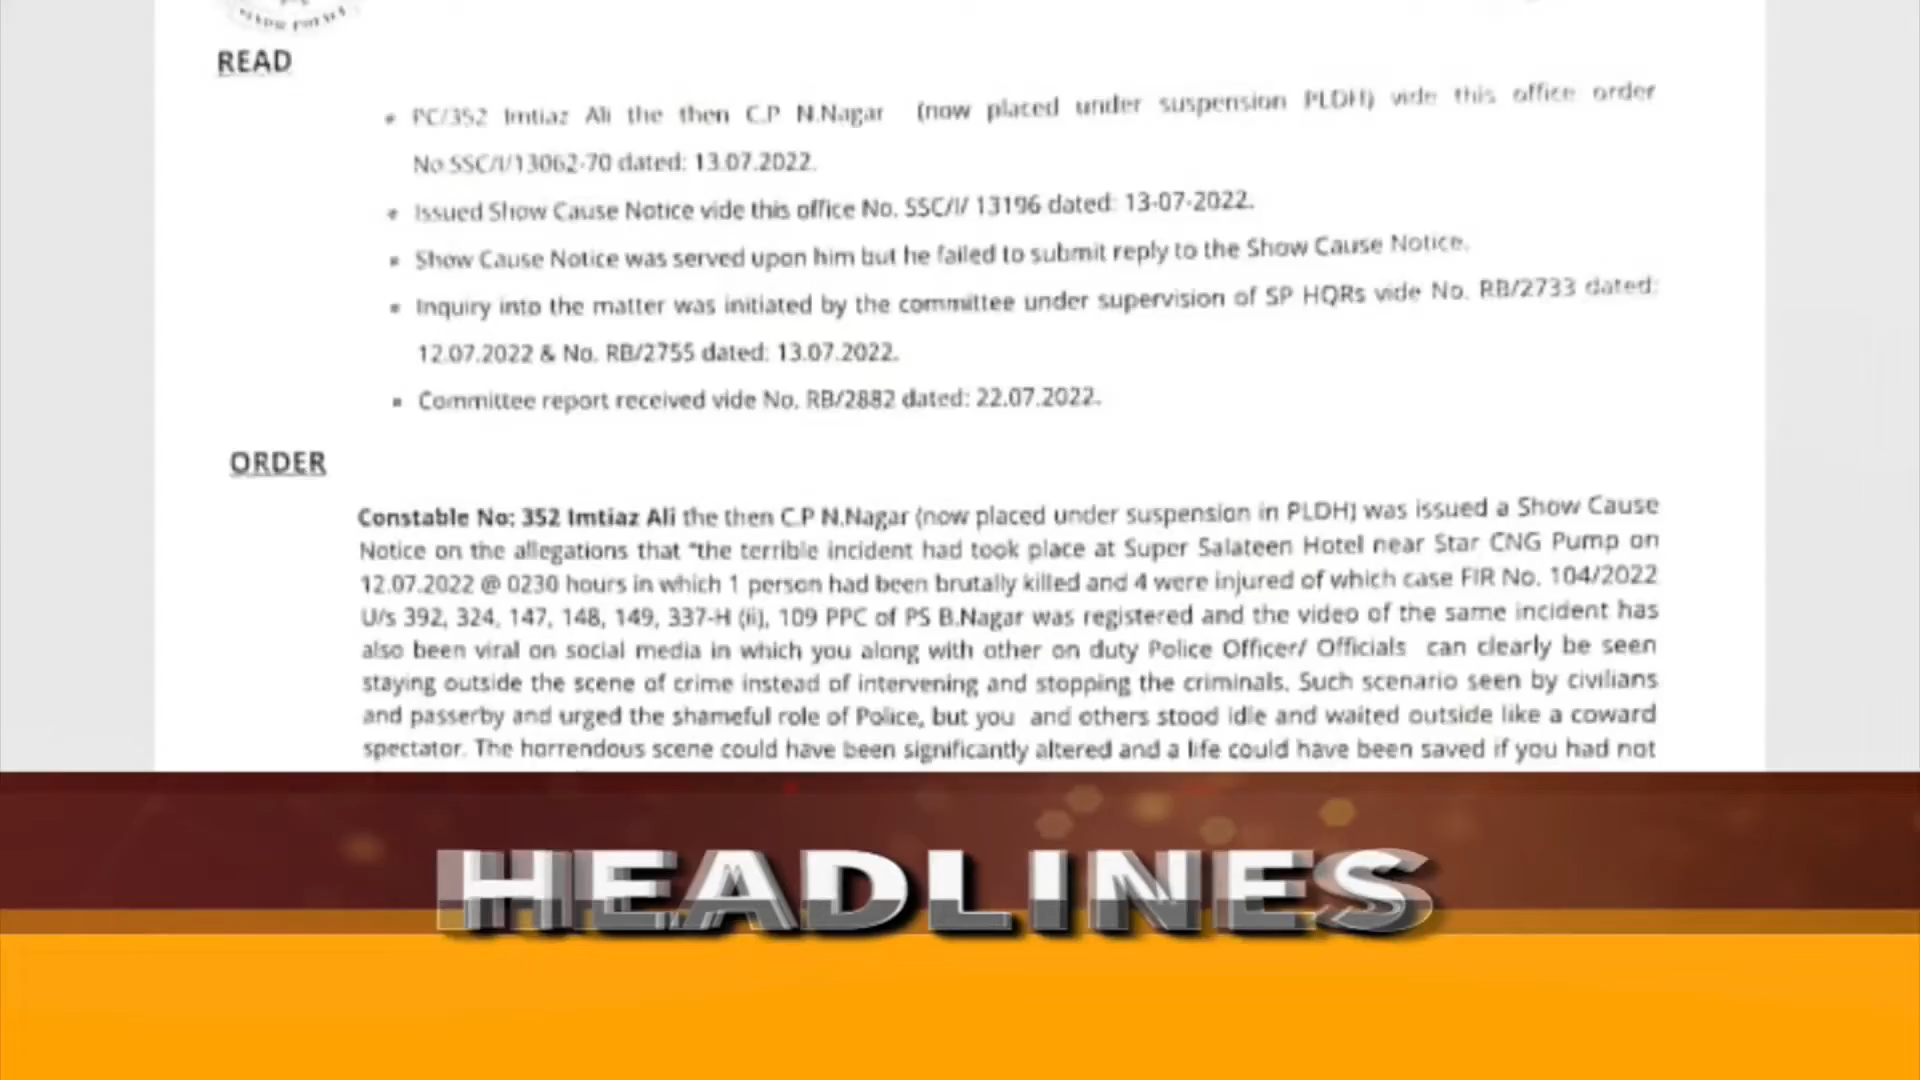 READ
PC/352 Imtiaz Ali the then C.P N.Nagar (now placed under suspension PLDH) vide this office order
No SSC/I/13062-70 dated: 13.07.2022.
Issued Show Cause Notice vide this office No. SSC/I/ 13196 dated: 13-07-2022.
Show Cause Notice was served upon him but he failed to submit reply to the Show Cause Notice.
Inquiry into the matter was initiated by the committee under supervision of SP HQRs vide No. RB/2733 dated:
12.07.2022 & No. RB/2755 dated: 13.07.2022.
Committee report received vide No. RB/2882 dated: 22.07.2022.
ORDER
Constable No: 352 Imtiaz Ali the then C.P N.Nagar (now placed under suspension in PLDH) was issued a Show Cause
Notice on the allegations that "the terrible incident had took place at Super Salateen Hotel near Star CNG Pump on
12.07.2022 @ 0230 hours in which 1 person had been brutally killed and 4 were injured of which case FIR No. 104/2022
U/s 392, 324, 147, 148, 149, 337-H (ii), 109 PPC of PS B.Nagar was registered and the video of the same incident has
also been viral on social media in which you along with other on duty Police Officer/ Officials can clearly be seen
staying outside the scene of crime instead of intervening and stopping the criminals. Such scenario seen by civilians
and passerby and urged the shameful role of Police, but you and others stood idle and waited outside like a coward
spectator. The horrendous scene could have been significantly altered and a life could have been saved if you had not
HEADLINES